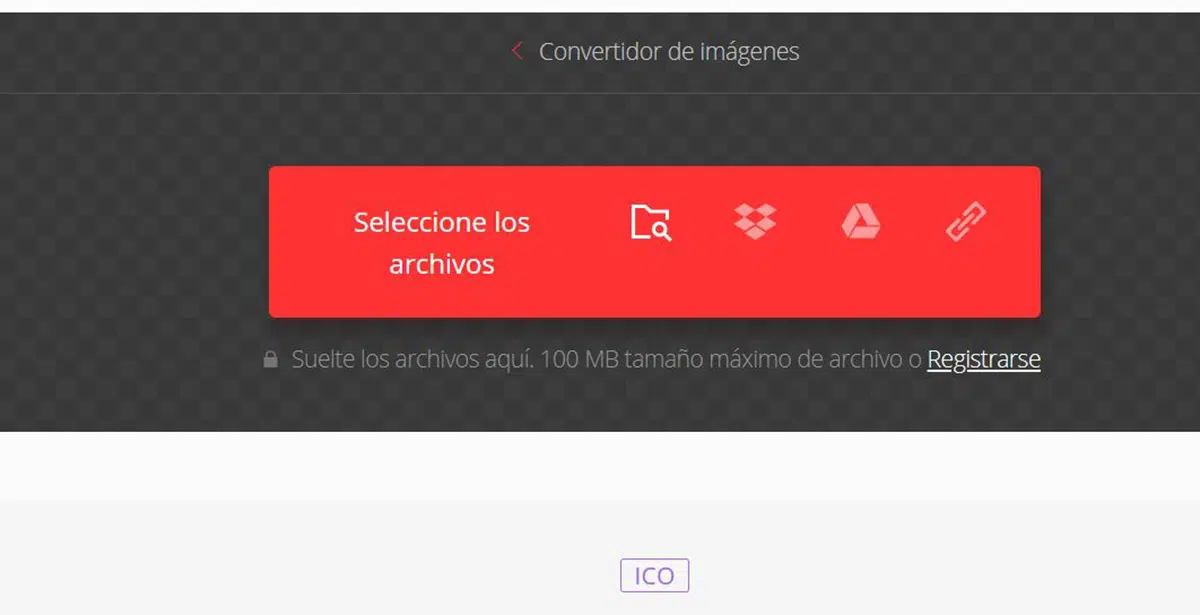 Convertidor de imágenes
Seleccione los
archivos
Suelte los archivos aquí. 100 MB tamaño máximo de archivo o Registrarse
ICO